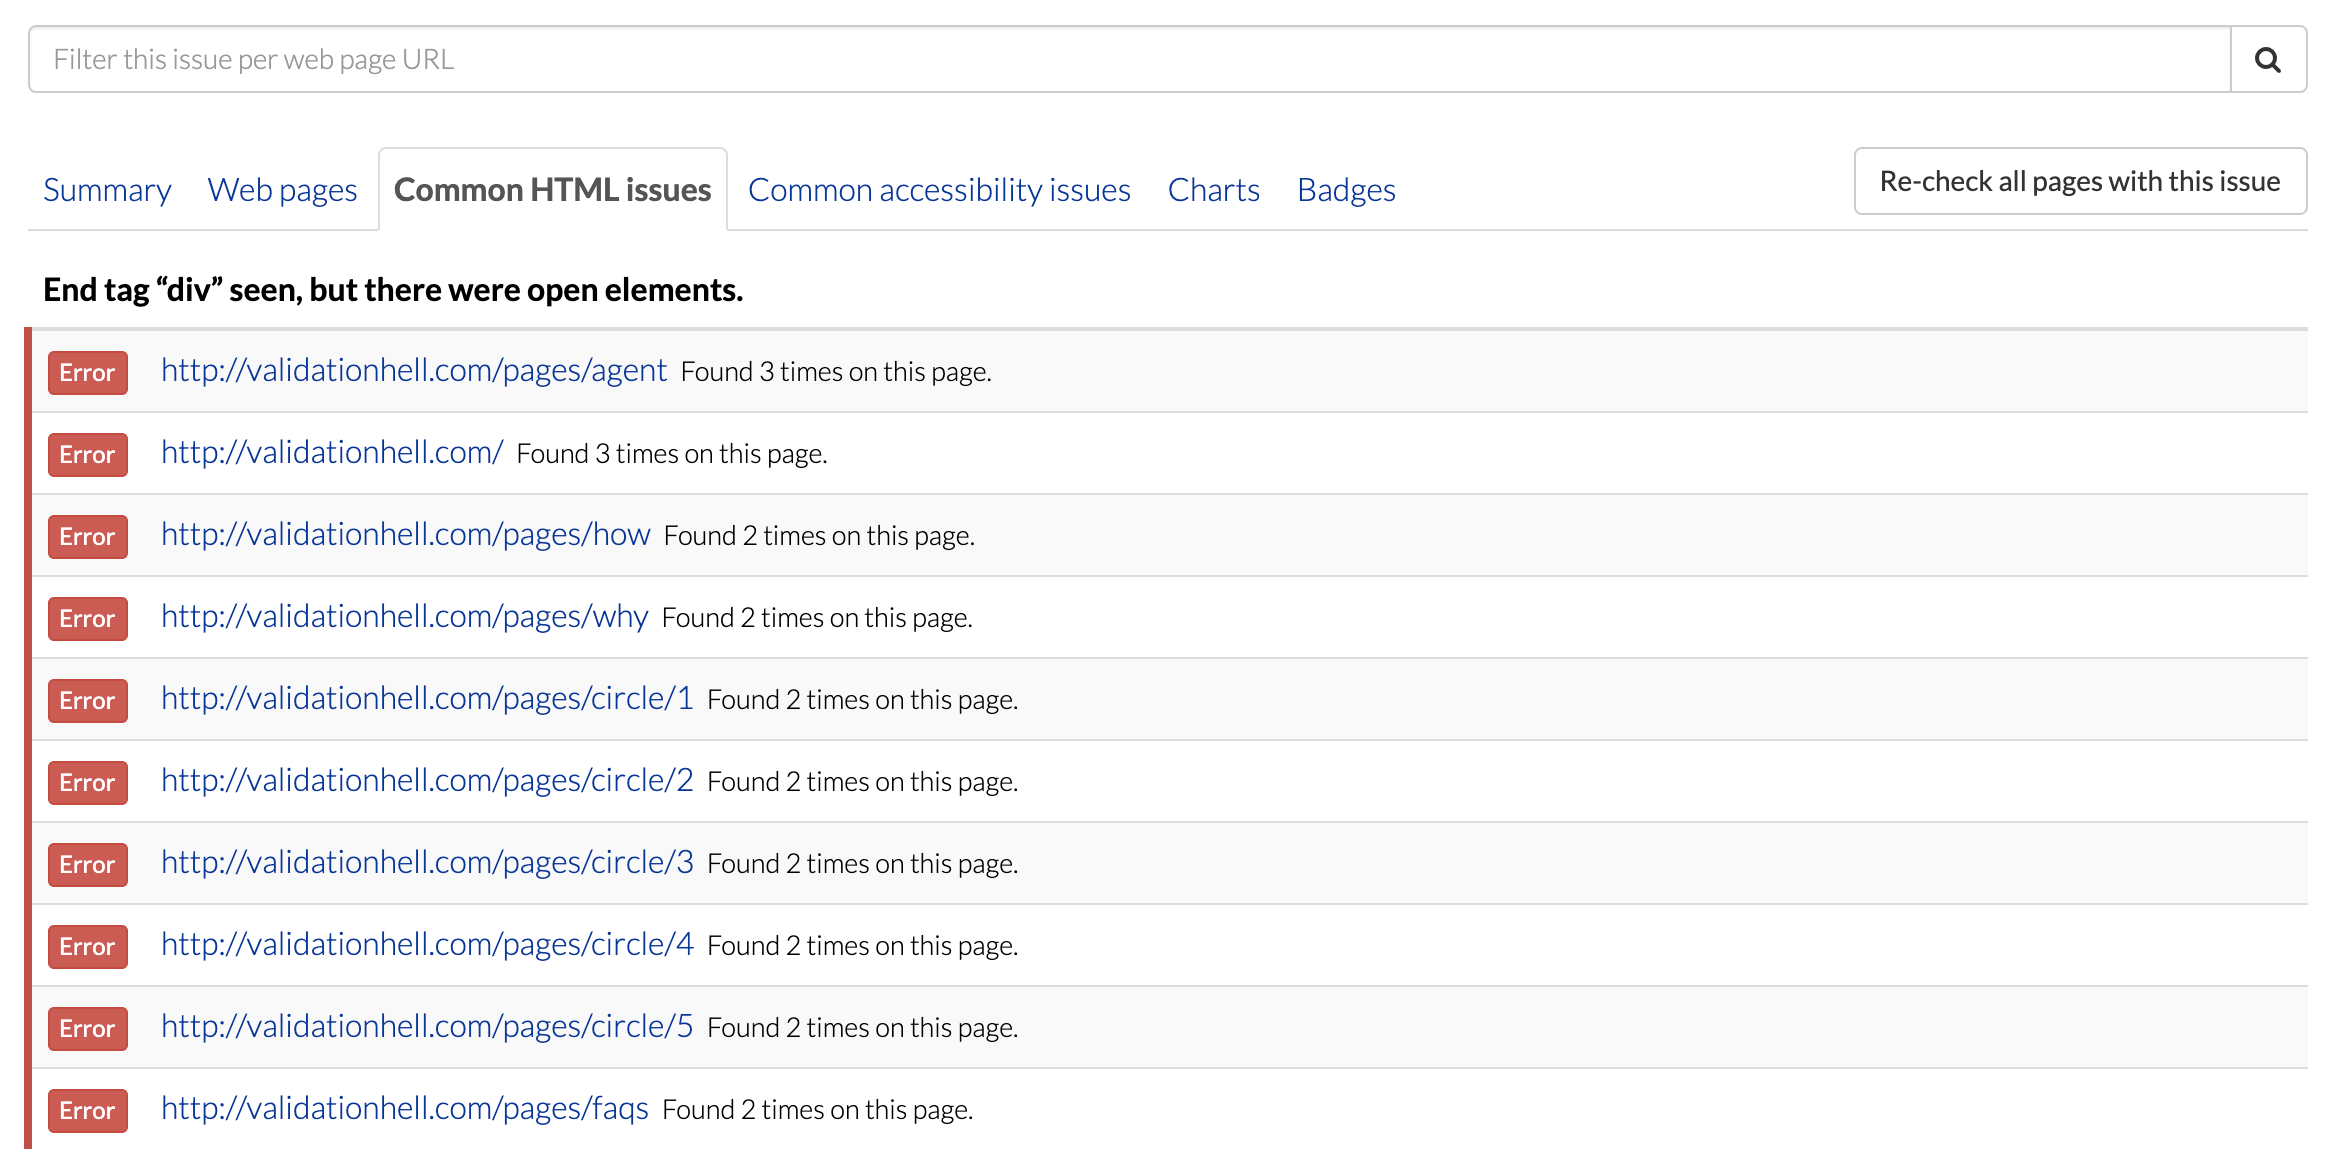 Filter this issue per web page URL
Summary Web pages Common HTML issues Common accessibility issues Charts Badges Re-check all pages with this issue
End tag “div” seen, but there were open elements.
Error http://validationhell.com/pages/agent Found 3 times on this page.
Error http://validationhell.com/ Found 3 times on this page.
Error http://validationhell.com/pages/how Found 2 times on this page.
Error http://validationhell.com/pages/why Found 2 times on this page.
Error http://validationhell.com/pages/circle/1 Found 2 times on this page.
Error http://validationhell.com/pages/circle/2 Found 2 times on this page.
Error http://validationhell.com/pages/circle/3 Found 2 times on this page.
Error http://validationhell.com/pages/circle/4 Found 2 times on this page.
Error http://validationhell.com/pages/circle/5 Found 2 times on this page.
Error http://validationhell.com/pages/faqs Found 2 times on this page.